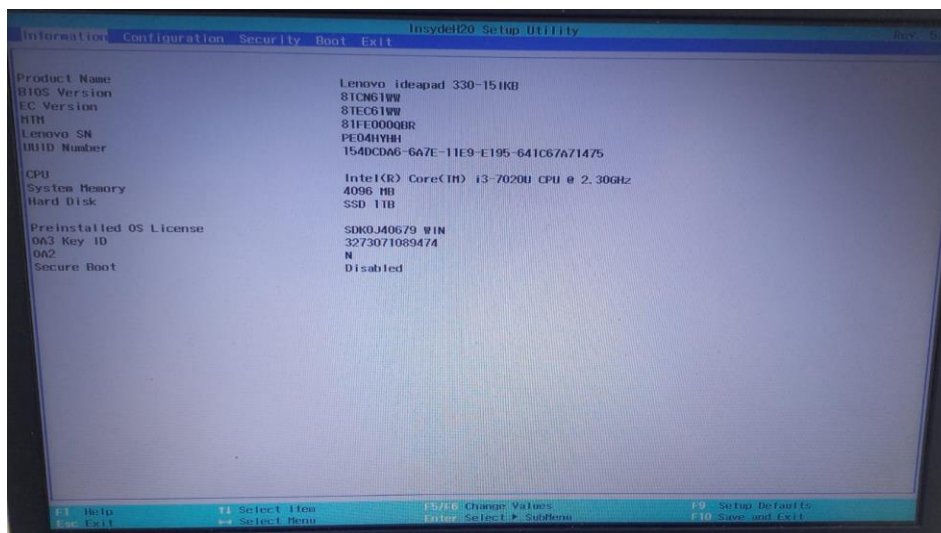 InsydeH20 Setup Utility
Information Configuration Security Boot Exit
Product Name Lenovo ideapad 330-15IKB
BIOS Version 8TCN61WW
EC Version 8TEC61WW
MTM 81FE000QBR
Lenovo SN PE04HYHH
UUID Number 154DCDA6-6A7E-11E9-E195-641C67A71475
CPU Intel(R) Core(TM) i3-7020U CPU @ 2.30GHz
System Memory 4096 MB
Hard Disk SSD 1TB
Preinstalled OS License SDK0J40679 WIN
OA3 Key ID 3273071089474
OA2 N
Secure Boot Disabled
F1 Help ↑↓ Select Item F5/F6 Change Values F9 Setup Defaults
Esc Exit ↔ Select Menu Enter Select ▶ SubMenu F10 Save and Exit